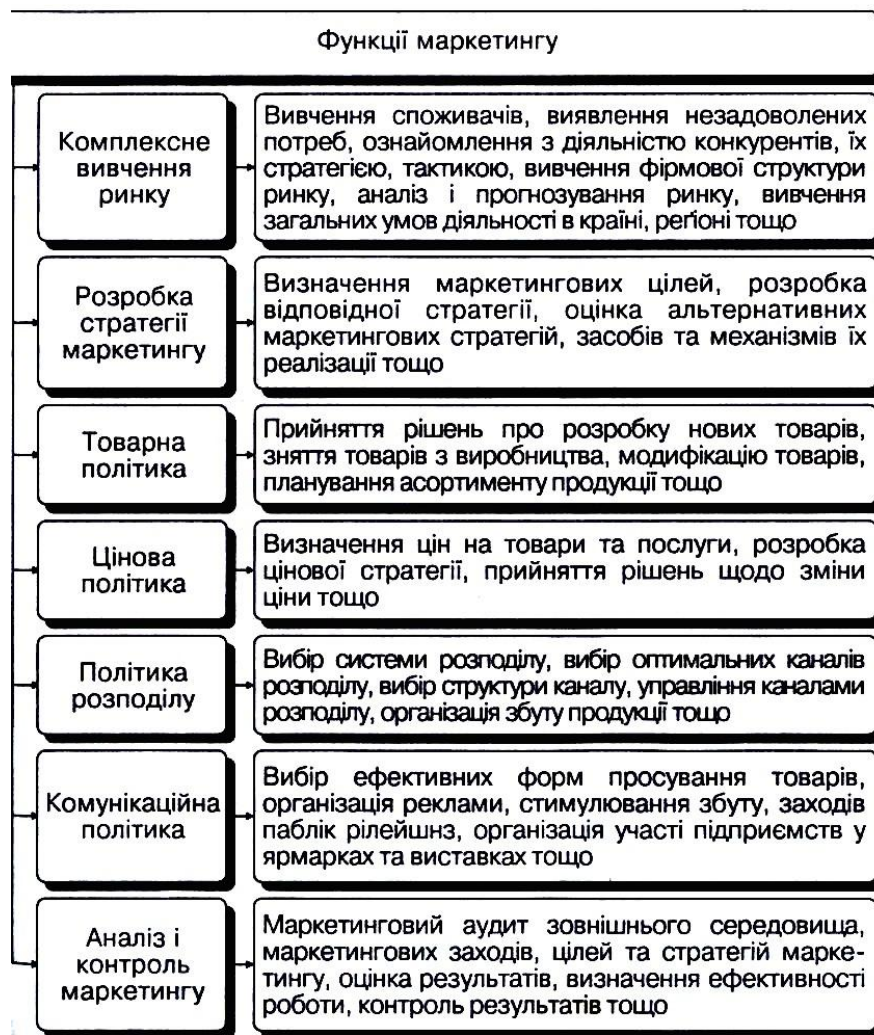 Функції маркетингу
Комплексне
вивчення
ринку
Вивчення споживачів, виявлення незадоволених
потреб, ознайомлення з діяльністю конкурентів, їх
стратегією, тактикою, вивчення фірмової структури
ринку, аналіз і прогнозування ринку, вивчення
загальних умов діяльності в країні, регіоні тощо
Розробка
стратегії
маркетингу
Визначення маркетингових цілей, розробка
відповідної стратегії, оцінка альтернативних
маркетингових стратегій, засобів та механізмів їх
реалізації тощо
Товарна
політика
Прийняття рішень про розробку нових товарів,
зняття товарів з виробництва, модифікацію товарів,
планування асортименту продукції тощо
Цінова
політика
Визначення цін на товари та послуги, розробка
цінової стратегії, прийняття рішень щодо зміни
ціни тощо
Політика
розподілу
Вибір системи розподілу, вибір оптимальних каналів
розподілу, вибір структури каналу, управління каналами
розподілу, організація збуту продукції тощо
Комунікаційна
політика
Вибір ефективних форм просування товарів,
організація реклами, стимулювання збуту, заходів
паблік рілейшнз, організація участі підприємств у
ярмарках та виставках тощо
Аналіз і
контроль
маркетингу
Маркетинговий аудит зовнішнього середовища,
маркетингових заходів, цілей та стратегій марке-
тингу, оцінка результатів, визначення ефективності
роботи, контроль результатів тощо